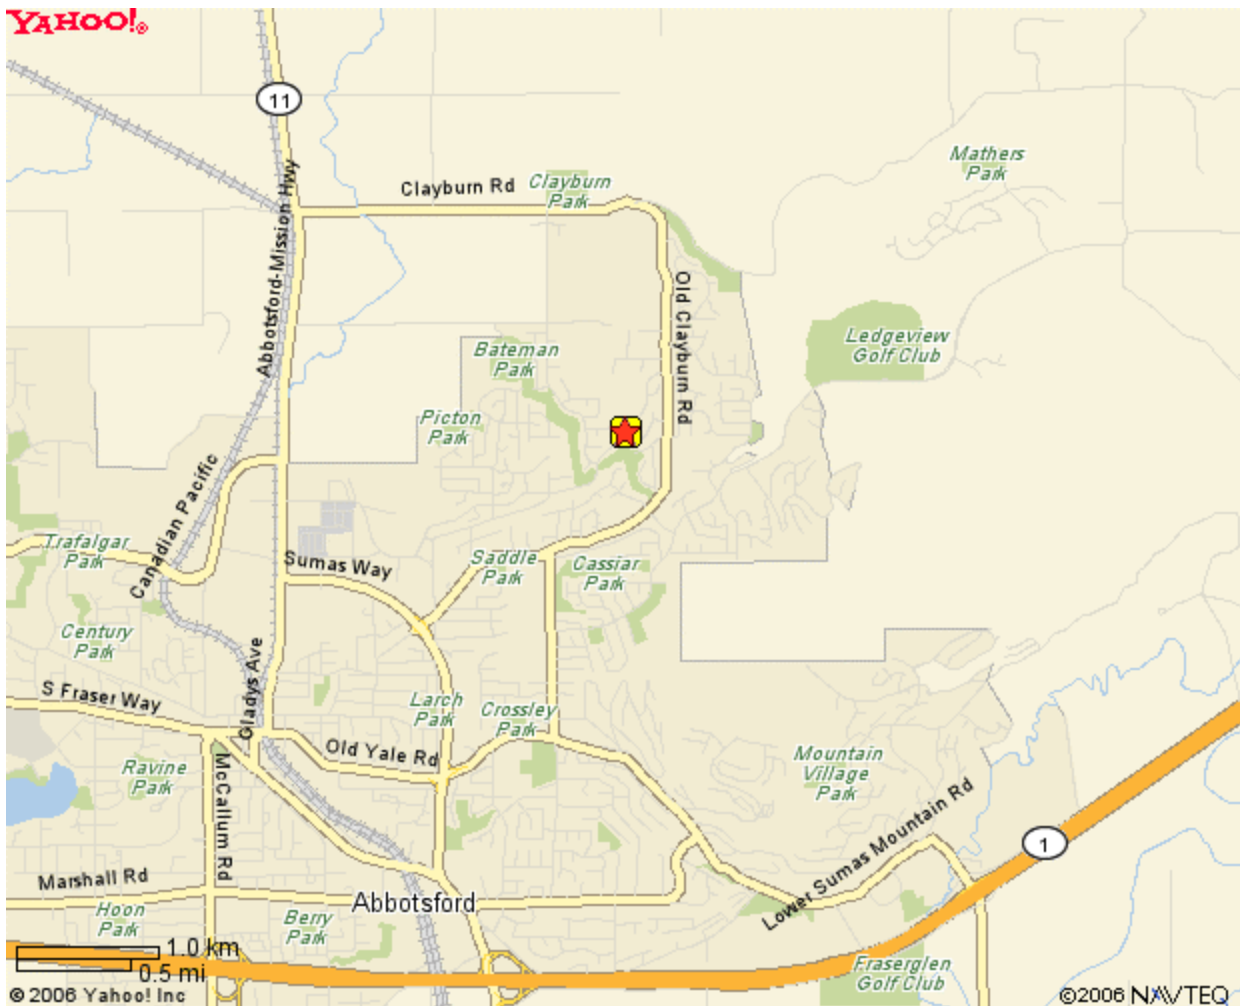 YAHOO!®
11
Mathers
Park
Clayburn Rd
Clayburn
Park
Abbotsford-Mission Hwy
Old Clayburn Rd
Ledgeview
Golf Club
Bateman
Park
Picton
Park
Canadian Pacific
Trafalgar
Park
Sumas Way
Saddle
Park
Cassiar
Park
Century
Park
Gladys Ave
S Fraser Way
Larch
Park
Crossley
Park
Old Yale Rd
Ravine
Park
McCallum Rd
Mountain
Village
Park
Lower Sumas Mountain Rd
1
Marshall Rd
Abbotsford
Hoon
Park
Berry
Park
1.0 km
0.5 mi
Fraserglen
Golf Club
© 2006 Yahoo! Inc
©2006 NAVTEQ